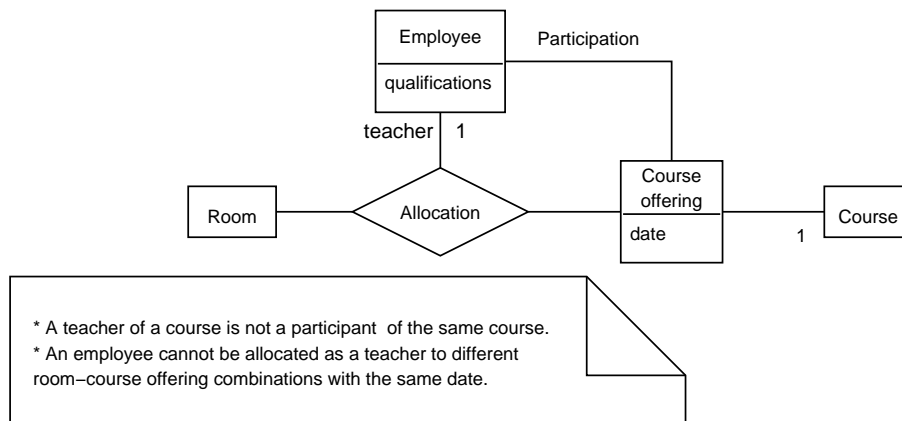 Employee
Participation
qualifications
teacher 1
Course
offering
Room
Allocation
Course
date
1
* A teacher of a course is not a participant of the same course.
* An employee cannot be allocated as a teacher to different
room−course offering combinations with the same date.